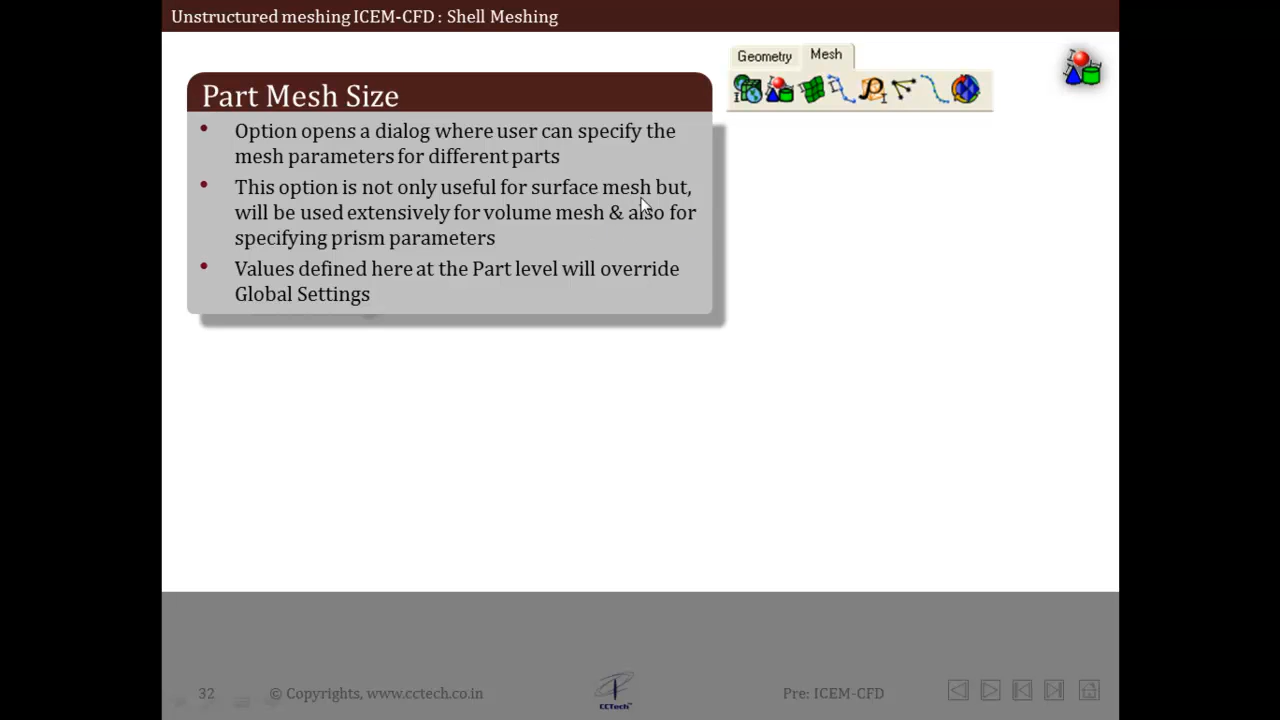 Unstructured meshing ICEM-CFD : Shell Meshing
Geometry
Mesh
Part Mesh Size
• Option opens a dialog where user can specify the
mesh parameters for different parts
• This option is not only useful for surface mesh but,
will be used extensively for volume mesh & also for
specifying prism parameters
• Values defined here at the Part level will override
Global Settings
32
© Copyrights, www.cctech.co.in
CCTech™
Pre: ICEM-CFD